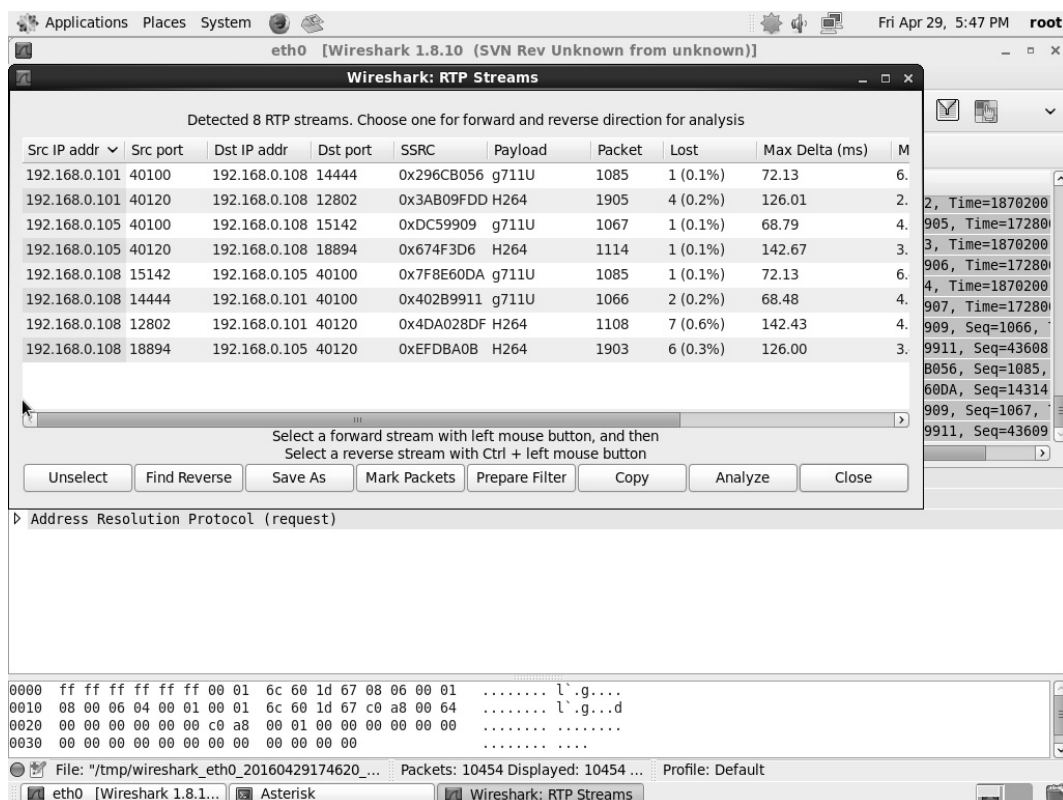 Applications Places System Fri Apr 29, 5:47 PM root
eth0 [Wireshark 1.8.10 (SVN Rev Unknown from unknown)]
Wireshark: RTP Streams
Detected 8 RTP streams. Choose one for forward and reverse direction for analysis
Src IP addr Src port Dst IP addr Dst port SSRC Payload Packet Lost Max Delta (ms) M
192.168.0.101 40100 192.168.0.108 14444 0x296CB056 g711U 1085 1 (0.1%) 72.13 6.
192.168.0.101 40120 192.168.0.108 12802 0x3AB09FDD H264 1905 4 (0.2%) 126.01 2.
192.168.0.105 40100 192.168.0.108 15142 0xDC59909 g711U 1067 1 (0.1%) 68.79 4.
192.168.0.105 40120 192.168.0.108 18894 0x674F3D6 H264 1114 1 (0.1%) 142.67 3.
192.168.0.108 15142 192.168.0.105 40100 0x7F8E60DA g711U 1085 1 (0.1%) 72.13 6.
192.168.0.108 14444 192.168.0.101 40100 0x402B9911 g711U 1066 2 (0.2%) 68.48 4.
192.168.0.108 12802 192.168.0.101 40120 0x4DA028DF H264 1108 7 (0.6%) 142.43 4.
192.168.0.108 18894 192.168.0.105 40120 0xEFDBA0B H264 1903 6 (0.3%) 126.00 3.
2, Time=1870200
905, Time=17280
3, Time=1870200
906, Time=17280
4, Time=1870200
907, Time=17280
909, Seq=1066,
9911, Seq=43608
B056, Seq=1085,
60DA, Seq=14314
909, Seq=1067,
9911, Seq=43609
Select a forward stream with left mouse button, and then
Select a reverse stream with Ctrl + left mouse button
Unselect Find Reverse Save As Mark Packets Prepare Filter Copy Analyze Close
Address Resolution Protocol (request)
0000 ff ff ff ff ff ff 00 01 6c 60 1d 67 08 06 00 01 ........ l`.g....
0010 08 00 06 04 00 01 00 01 6c 60 1d 67 c0 a8 00 64 ........ l`.g...d
0020 00 00 00 00 00 00 c0 a8 00 01 00 00 00 00 00 00 ........ ........
0030 00 00 00 00 00 00 00 00 00 00 00 00 ........ ....
File: "/tmp/wireshark_eth0_20160429174620_... Packets: 10454 Displayed: 10454 ... Profile: Default
eth0 [Wireshark 1.8.1... Asterisk Wireshark: RTP Streams